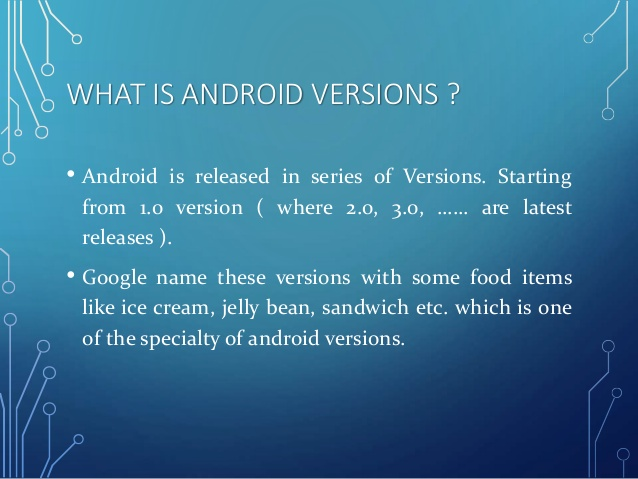 WHAT IS ANDROID VERSIONS ?
• Android is released in series of Versions. Starting
from 1.0 version ( where 2.0, 3.0, ...... are latest
releases ).
• Google name these versions with some food items
like ice cream, jelly bean, sandwich etc. which is one
of the specialty of android versions.